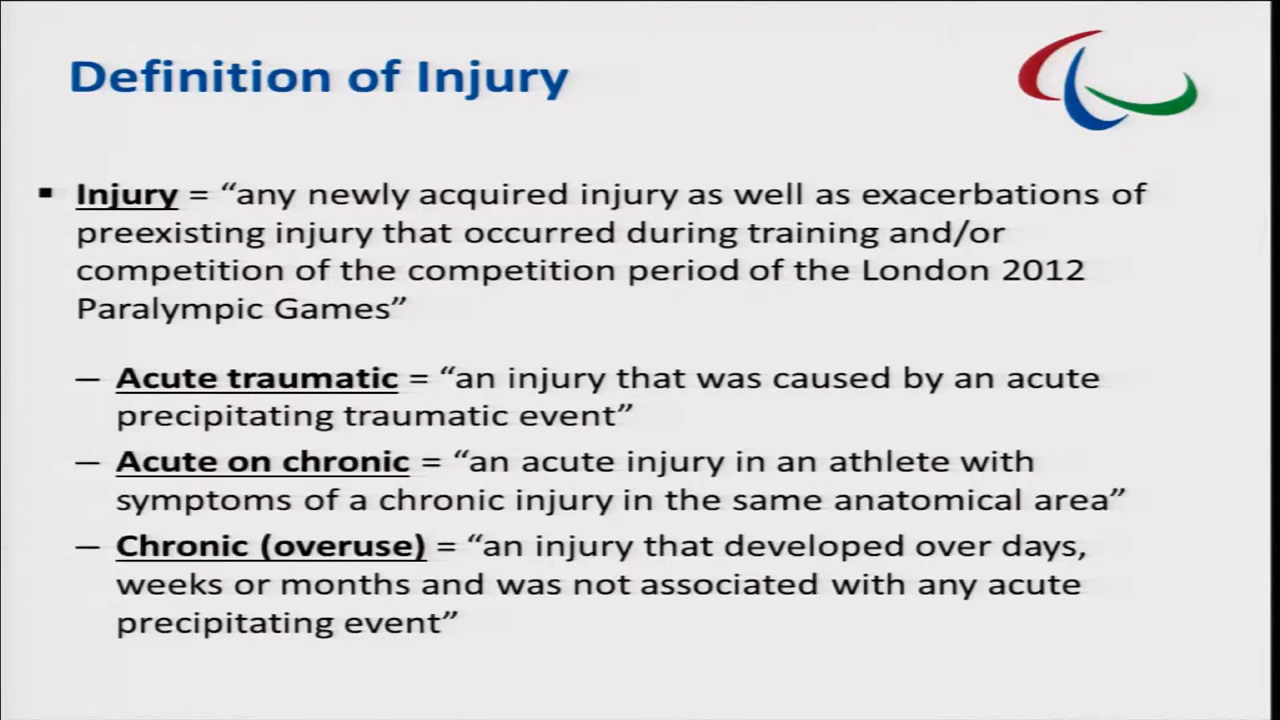 Definition of Injury
▪ Injury = “any newly acquired injury as well as exacerbations of
preexisting injury that occurred during training and/or
competition of the competition period of the London 2012
Paralympic Games”
– Acute traumatic = “an injury that was caused by an acute
precipitating traumatic event”
– Acute on chronic = “an acute injury in an athlete with
symptoms of a chronic injury in the same anatomical area”
– Chronic (overuse) = “an injury that developed over days,
weeks or months and was not associated with any acute
precipitating event”